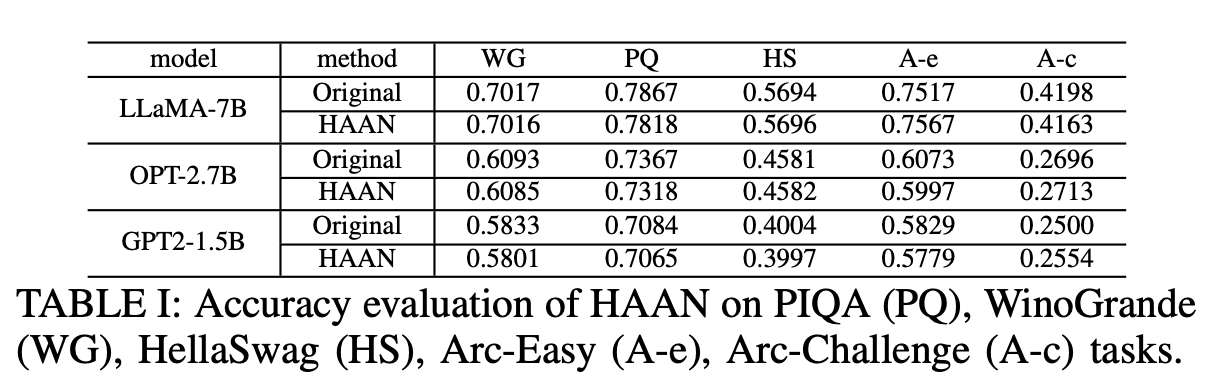 model method WG PQ HS A-e A-c
LLaMA-7B Original 0.7017 0.7867 0.5694 0.7517 0.4198
HAAN 0.7016 0.7818 0.5696 0.7567 0.4163
OPT-2.7B Original 0.6093 0.7367 0.4581 0.6073 0.2696
HAAN 0.6085 0.7318 0.4582 0.5997 0.2713
GPT2-1.5B Original 0.5833 0.7084 0.4004 0.5829 0.2500
HAAN 0.5801 0.7065 0.3997 0.5779 0.2554
TABLE I: Accuracy evaluation of HAAN on PIQA (PQ), WinoGrande
(WG), HellaSwag (HS), Arc-Easy (A-e), Arc-Challenge (A-c) tasks.